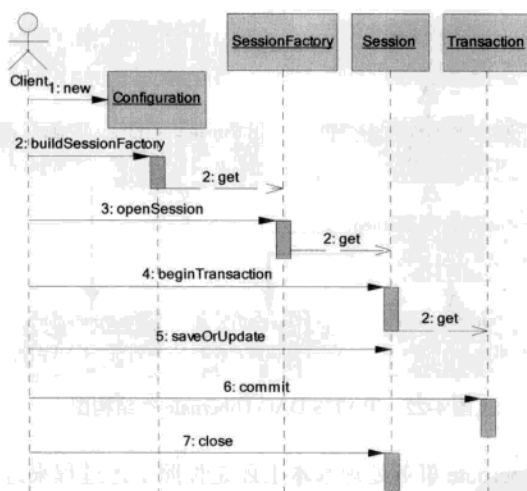 SessionFactory
Session
Transaction
Client
1: new
Configuration
2: buildSessionFactory
2: get
3: openSession
2: get
4: beginTransaction
2: get
5: saveOrUpdate
6: commit
7: close